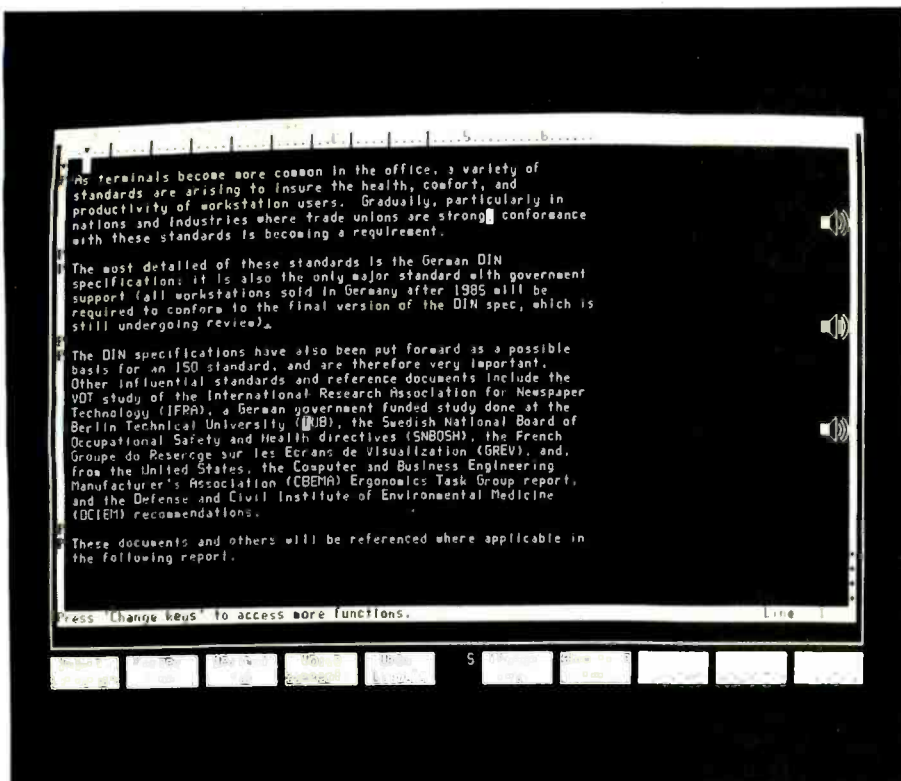 As terminals become more common in the office, a variety of
standards are arising to insure the health, comfort, and
productivity of workstation users. Gradually, particularly in
nations and industries where trade unions are strong, conformance
with these standards is becoming a requirement.
The most detailed of these standards is the German DIN
specification: it is also the only major standard with government
support (all workstations sold in Germany after 1985 will be
required to conform to the final version of the DIN spec, which is
still undergoing review).
The DIN specifications have also been put forward as a possible
basis for an ISO standard, and are therefore very important.
Other influential standards and reference documents include the
VDT study of the International Research Association for Newspaper
Technology (IFRA), a German government funded study done at the
Berlin Technical University (TUB), the Swedish National Board of
Occupational Safety and Health directives (SNBOSH), the French
Groupe do Resercge sur les Ecrans de Visualization (GREV), and,
from the United States, the Computer and Business Engineering
Manufacturer's Association (CBEMA) Ergonomics Task Group report,
and the Defense and Civil Institute of Environmental Medicine
(DCIEM) recommendations.
These documents and others will be referenced where applicable in
the following report.
Press "Change keys" to access more functions. Line 1
S